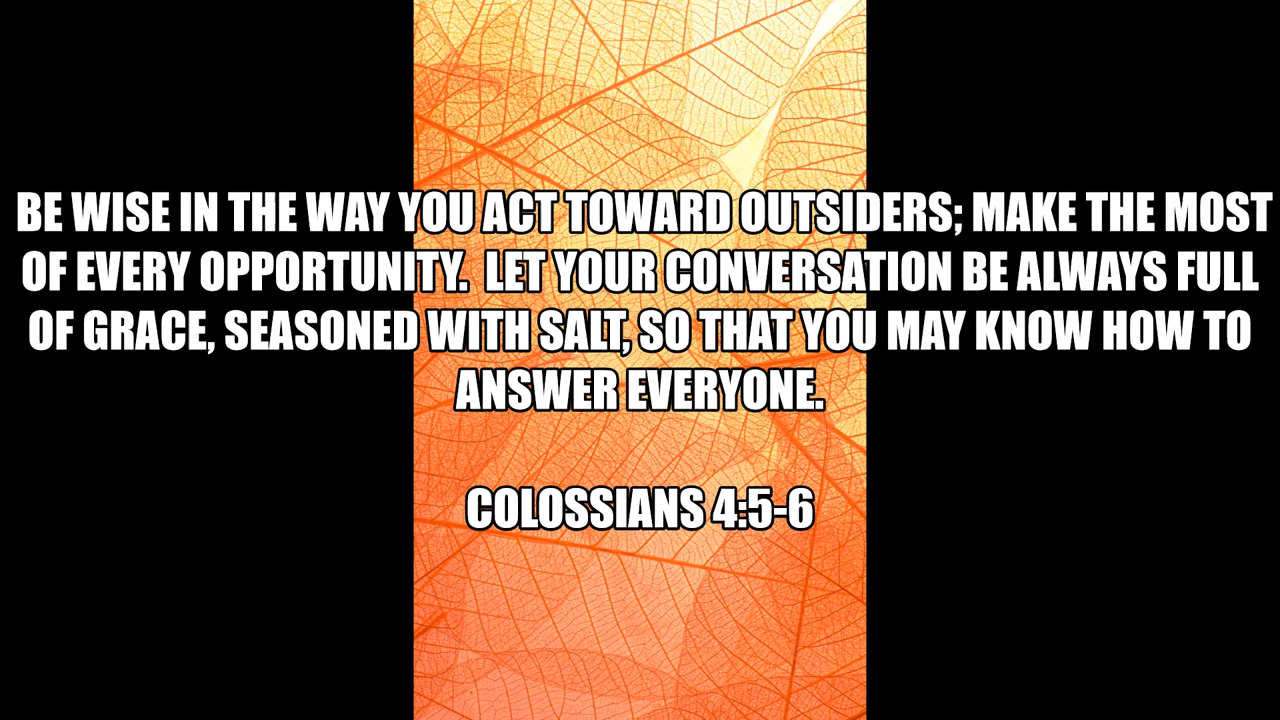 BE WISE IN THE WAY YOU ACT TOWARD OUTSIDERS; MAKE THE MOST
OF EVERY OPPORTUNITY. LET YOUR CONVERSATION BE ALWAYS FULL
OF GRACE, SEASONED WITH SALT, SO THAT YOU MAY KNOW HOW TO
ANSWER EVERYONE.
COLOSSIANS 4:5-6